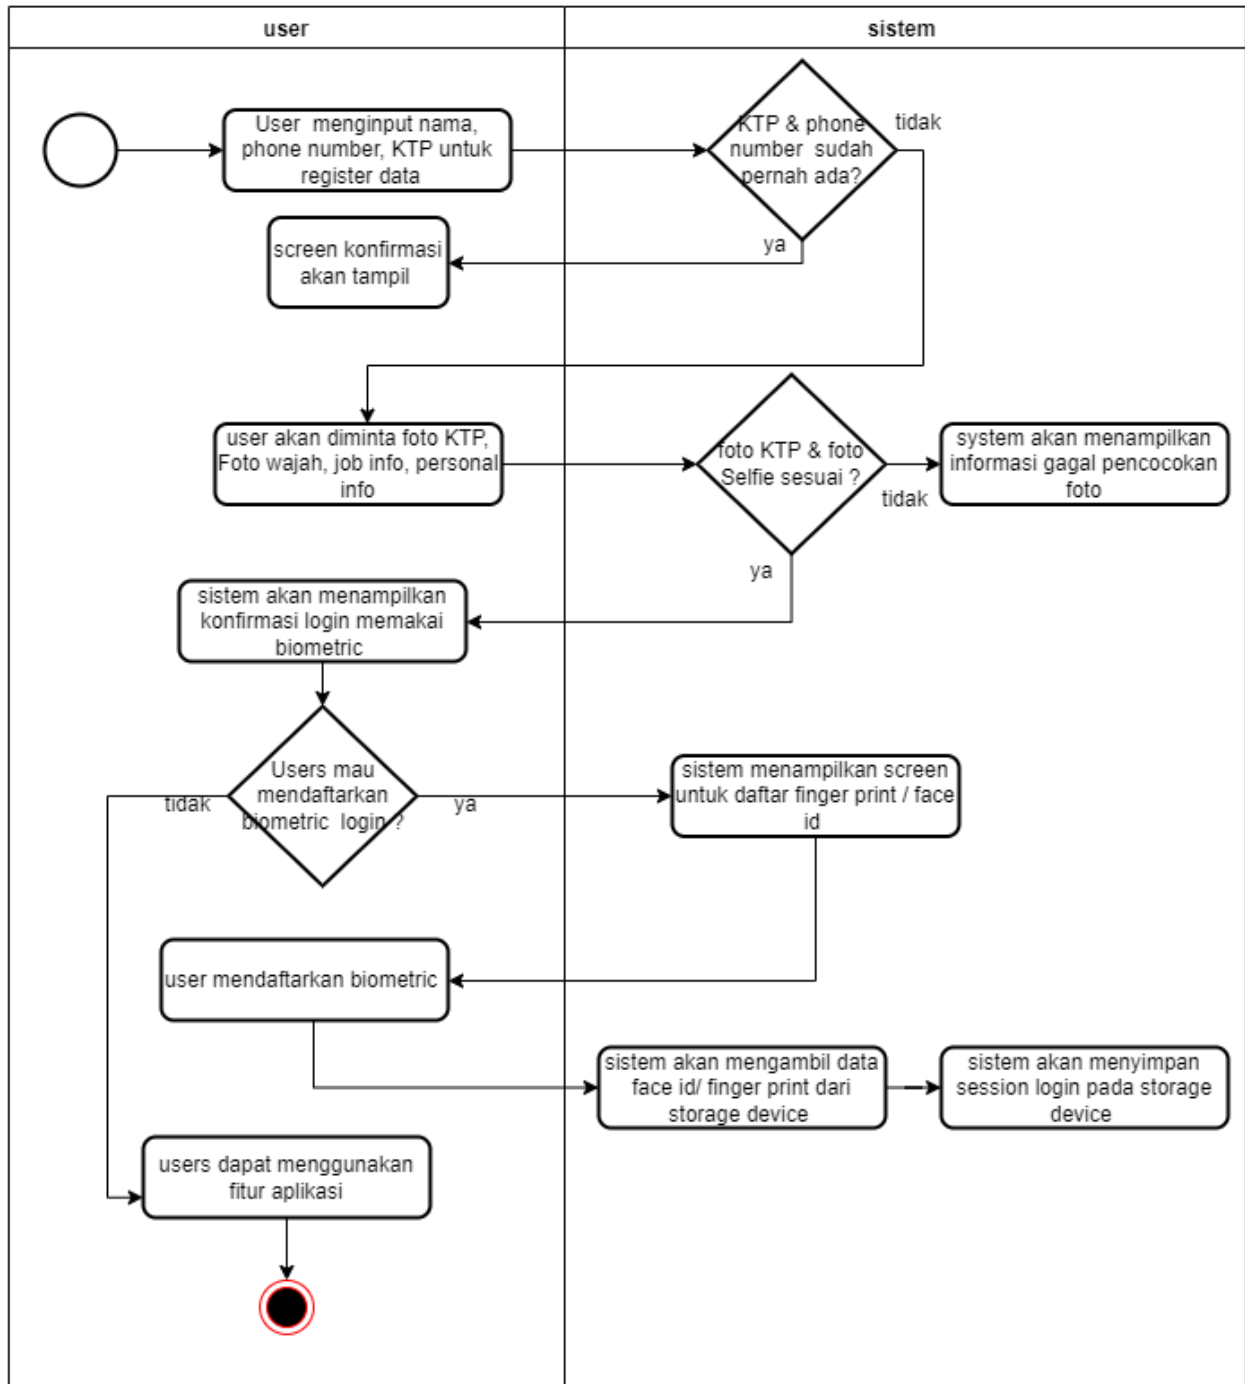 user
sistem
User menginput nama,
phone number, KTP untuk
register data
KTP & phone
number sudah
pernah ada?
tidak
ya
screen konfirmasi
akan tampil
user akan diminta foto KTP,
Foto wajah, job info, personal
info
foto KTP & foto
Selfie sesuai ?
tidak
system akan menampilkan
informasi gagal pencocokan
foto
ya
sistem akan menampilkan
konfirmasi login memakai
biometric
Users mau
mendaftarkan
biometric login ?
tidak
ya
sistem menampilkan screen
untuk daftar finger print / face
id
user mendaftarkan biometric
sistem akan mengambil data
face id/ finger print dari
storage device
sistem akan menyimpan
session login pada storage
device
users dapat menggunakan
fitur aplikasi